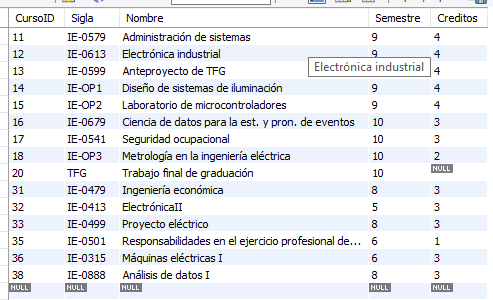 CursoID Sigla Nombre Semestre Creditos
11 IE-0579 Administración de sistemas 9 4
12 IE-0613 Electrónica industrial 9 4
Electrónica industrial
13 IE-0599 Anteproyecto de TFG 4
14 IE-OP1 Diseño de sistemas de iluminación 9 4
15 IE-OP2 Laboratorio de microcontroladores 9 4
16 IE-0679 Ciencia de datos para la est. y pron. de eventos 10 3
17 IE-0541 Seguridad ocupacional 10 3
18 IE-OP3 Metrología en la ingeniería eléctrica 10 2
20 TFG Trabajo final de graduación 10 NULL
31 IE-0479 Ingeniería económica 8 3
32 IE-0413 ElectrónicaII 5 3
33 IE-0499 Proyecto eléctrico 8 3
35 IE-0501 Responsabilidades en el ejercicio profesional de... 6 1
36 IE-0315 Máquinas eléctricas I 6 3
38 IE-0888 Análisis de datos I 8 3
NULL NULL NULL NULL NULL